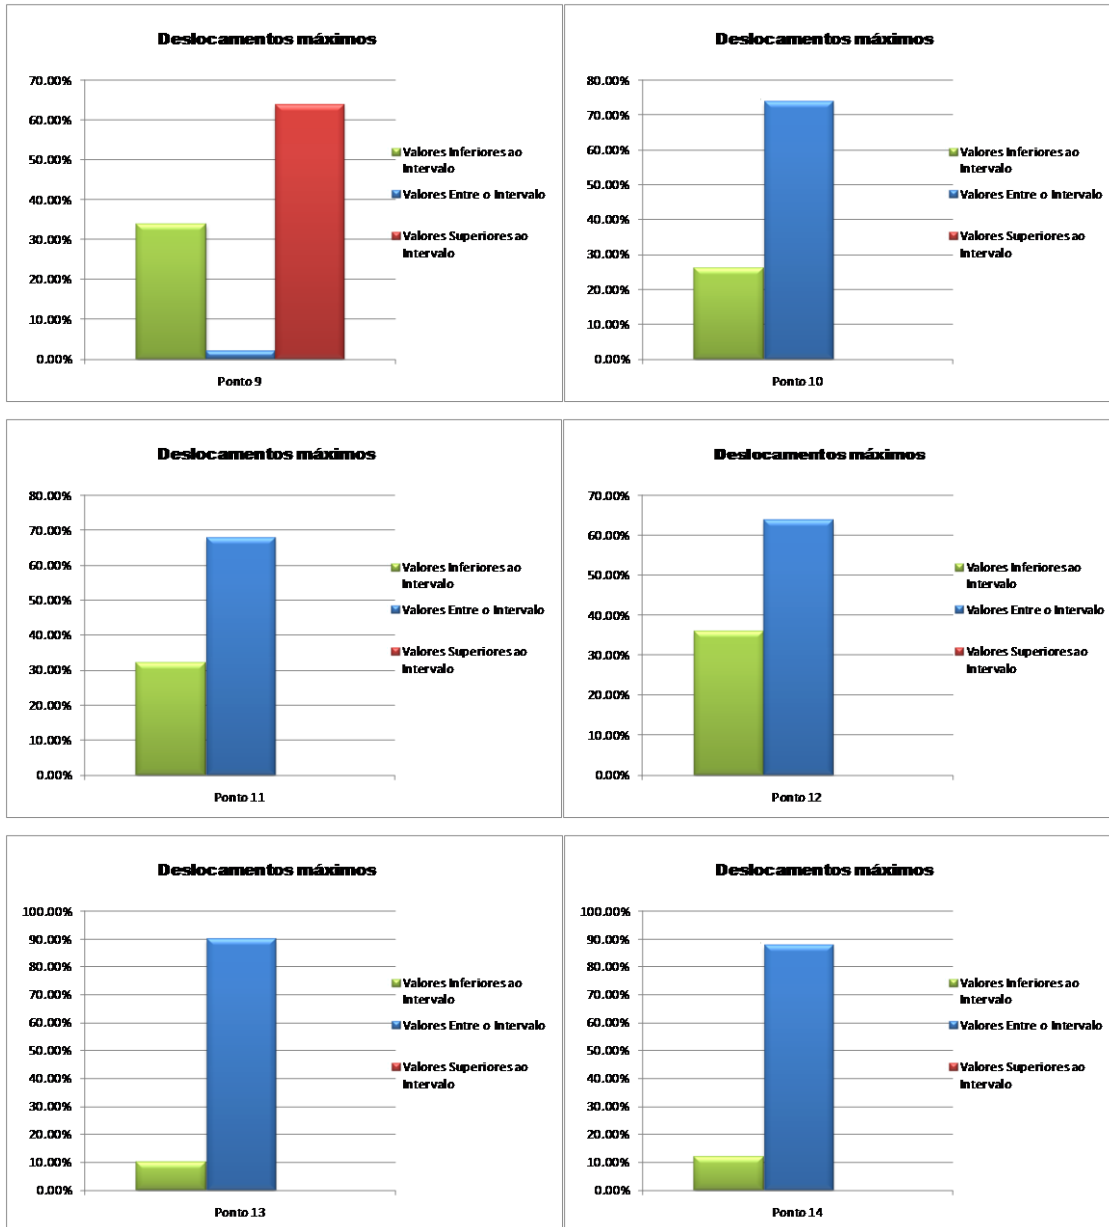 Deslocamentos máximos
70.00%
60.00%
50.00%
40.00%
30.00%
20.00%
10.00%
0.00%
Valores Inferiores ao
Intervalo
Valores Entre o Intervalo
Valores Superiores ao
Intervalo
Ponto 9
Deslocamentos máximos
80.00%
70.00%
60.00%
50.00%
40.00%
30.00%
20.00%
10.00%
0.00%
Valores Inferiores ao
Intervalo
Valores Entre o Intervalo
Valores Superiores ao
Intervalo
Ponto 10
Deslocamentos máximos
80.00%
70.00%
60.00%
50.00%
40.00%
30.00%
20.00%
10.00%
0.00%
Valores Inferiores ao
Intervalo
Valores Entre o Intervalo
Valores Superiores ao
Intervalo
Ponto 11
Deslocamentos máximos
70.00%
60.00%
50.00%
40.00%
30.00%
20.00%
10.00%
0.00%
Valores Inferiores ao
Intervalo
Valores Entre o Intervalo
Valores Superiores ao
Intervalo
Ponto 12
Deslocamentos máximos
100.00%
90.00%
80.00%
70.00%
60.00%
50.00%
40.00%
30.00%
20.00%
10.00%
0.00%
Valores Inferiores ao
Intervalo
Valores Entre o Intervalo
Valores Superiores ao
Intervalo
Ponto 13
Deslocamentos máximos
100.00%
90.00%
80.00%
70.00%
60.00%
50.00%
40.00%
30.00%
20.00%
10.00%
0.00%
Valores Inferiores ao
Intervalo
Valores Entre o Intervalo
Valores Superiores ao
Intervalo
Ponto 14